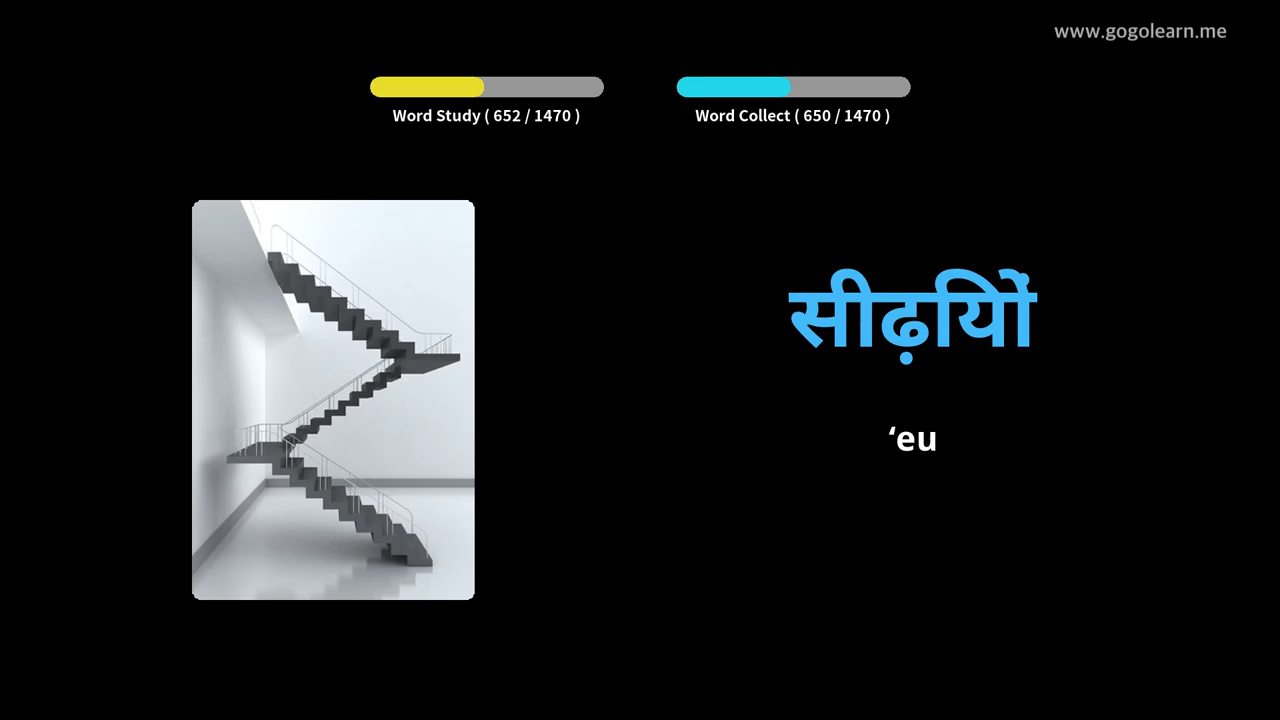 www.gogolearn.me
Word Study ( 652 / 1470 )
Word Collect ( 650 / 1470 )
सीढ़यिों
‘eu